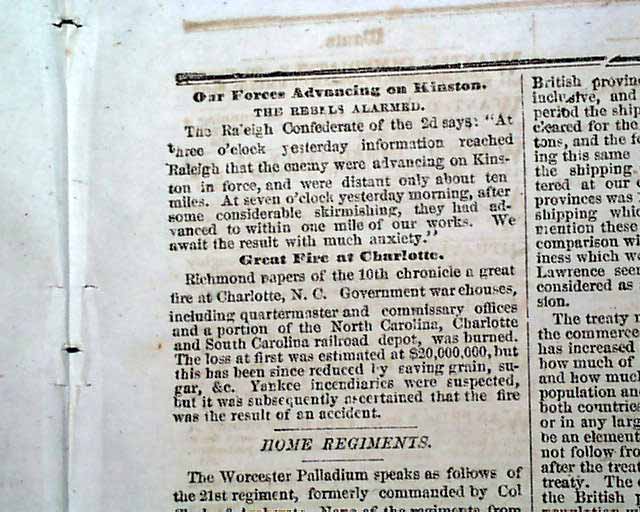 Our Forces Advancing on Kinston.
THE REBELS ALARMED.
The Ra'eigh Confederate of the 2d says: "At
three o'clock yesterday information reached
Raleigh that the enemy were advancing on Kins-
ton in force, and were distant only about ten
miles. At seven o'clock yesterday morning, after
some considerable skirmishing, they had ad-
vanced to within one mile of our works. We
await the result with much anxiety."
Great Fire at Charlotte.
Richmond papers of the 10th chronicle a great
fire at Charlotte, N. C. Government warehouses,
including quartermaster and commissary offices
and a portion of the North Carolina, Charlotte
and South Carolina railroad depot, was burned.
The loss at first was estimated at $20,000,000, but
this has been since reduced by saving grain, su-
gar, &c. Yankee incendiaries were suspected,
but it was subsequently ascertained that the fire
was the result of an accident.
HOME REGIMENTS.
The Worcester Palladium speaks as follows of
the 21st regiment, formerly commanded by Col
None of the regiments from
British provinc
inclusive, and
period the ship
cleared for the
tons, and the f
ing this same
the shipping
tered at our
provinces was
shipping whic
mention these
comparison wi
iness which we
Lawrence seen
considered as
sion.
The treaty n
the commerce
has increased
how much of
and how much
population and
both countries
or in any larg
be an element
not follow fro
after the treat
treaty. The
the British p